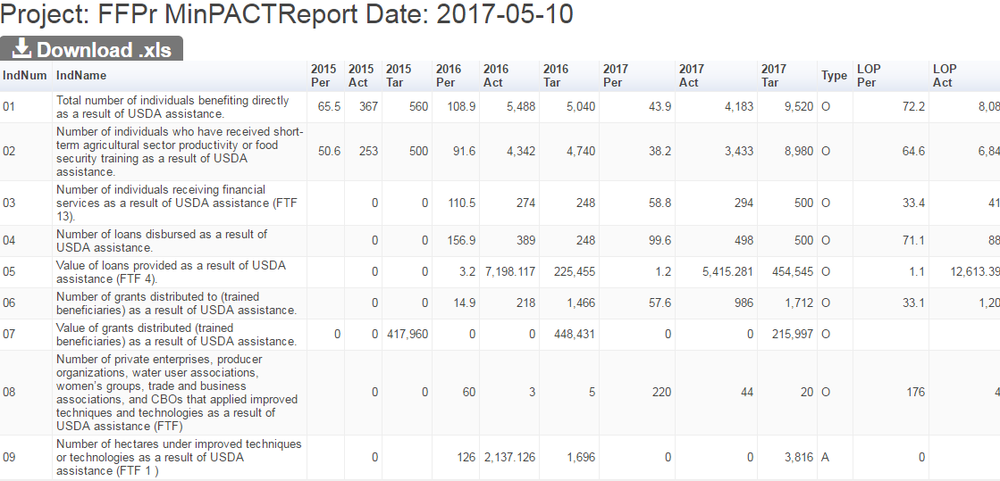 Project: FFPr MinPACTReport Date: 2017-05-10
Download .xls
IndNum IndName 2015 Per 2015 Act 2015 Tar 2016 Per 2016 Act 2016 Tar 2017 Per 2017 Act 2017 Tar Type LOP Per LOP Act
01 Total number of individuals benefiting directly as a result of USDA assistance. 65.5 367 560 108.9 5,488 5,040 43.9 4,183 9,520 O 72.2 8,08
02 Number of individuals who have received short-term agricultural sector productivity or food security training as a result of USDA assistance. 50.6 253 500 91.6 4,342 4,740 38.2 3,433 8,980 O 64.6 6,84
03 Number of individuals receiving financial services as a result of USDA assistance (FTF 13). 0 0 110.5 274 248 58.8 294 500 O 33.4 41
04 Number of loans disbursed as a result of USDA assistance. 0 0 156.9 389 248 99.6 498 500 O 71.1 88
05 Value of loans provided as a result of USDA assistance (FTF 4). 0 0 3.2 7,198.117 225,455 1.2 5,415.281 454,545 O 1.1 12,613.39
06 Number of grants distributed to (trained beneficiaries) as a result of USDA assistance. 0 0 14.9 218 1,466 57.6 986 1,712 O 33.1 1,20
07 Value of grants distributed (trained beneficiaries) as a result of USDA assistance. 0 0 417,960 0 0 448,431 0 0 215,997 O
08 Number of private enterprises, producer organizations, water user associations, women's groups, trade and business associations, and CBOs that applied improved techniques and technologies as a result of USDA assistance (FTF) 0 0 60 3 5 220 44 20 O 176 4
09 Number of hectares under improved techniques or technologies as a result of USDA assistance (FTF 1 ) 0 126 2,137.126 1,696 0 0 3,816 A 0